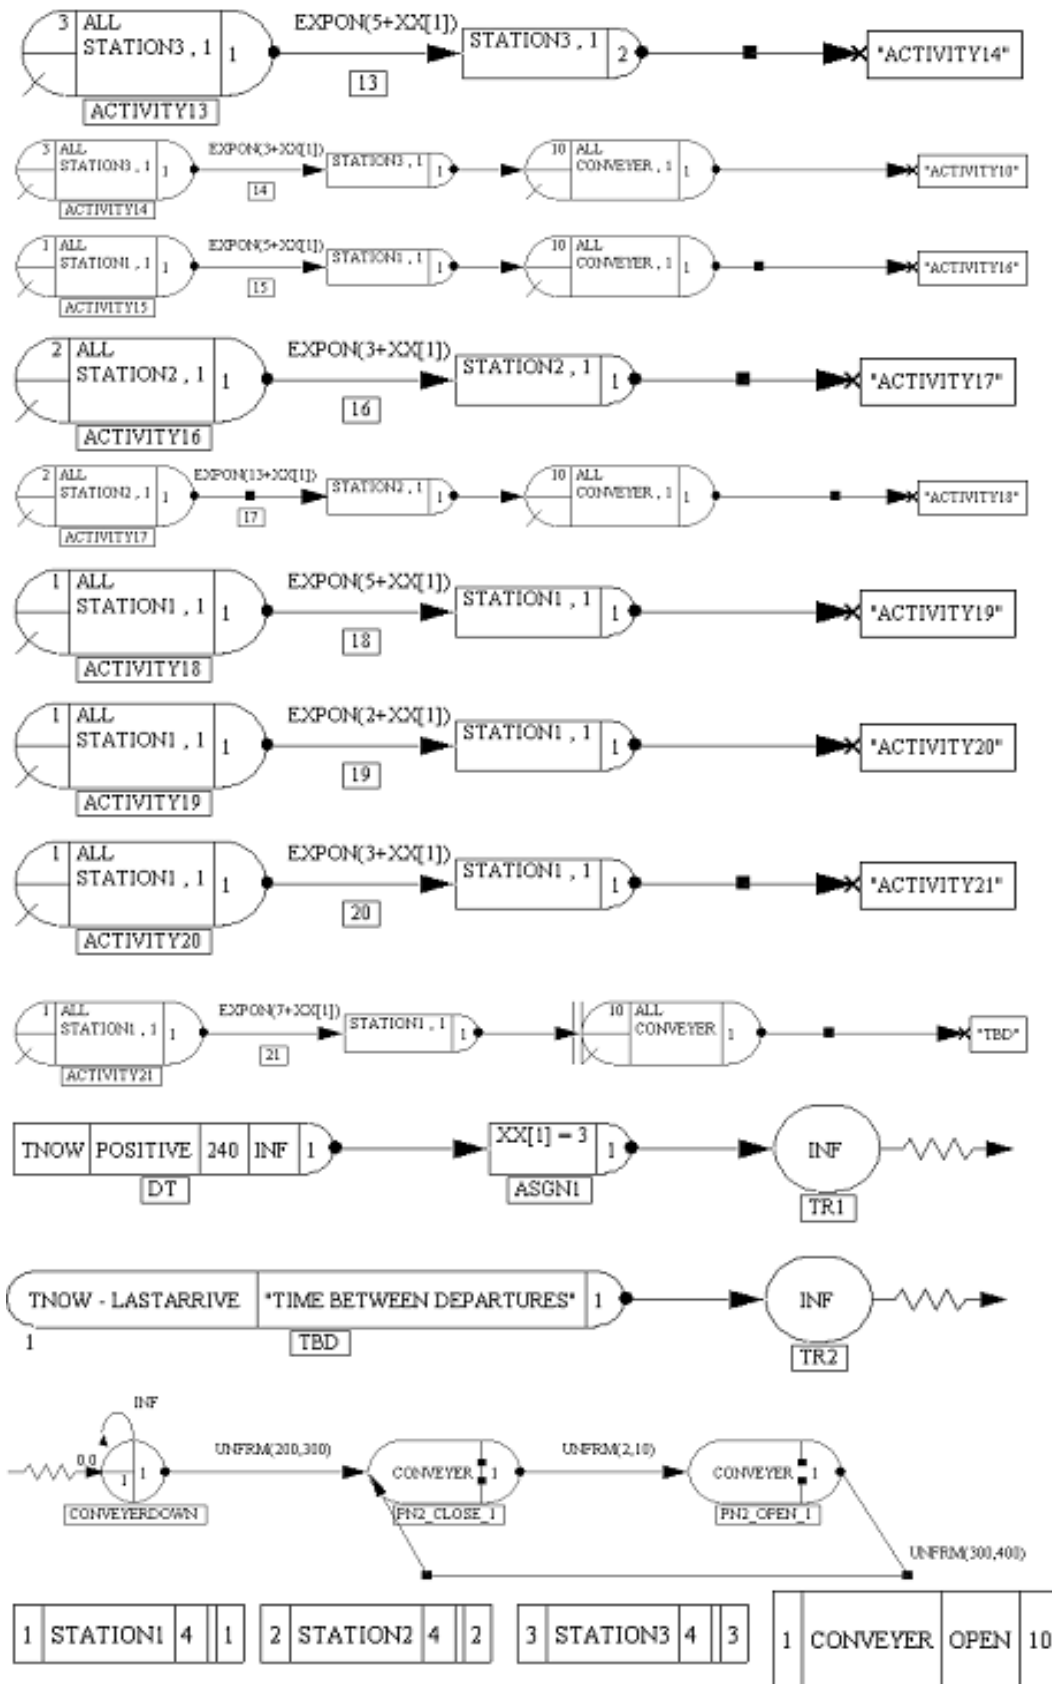 3 ALL
STATION3, 1 1
ACTIVITY13
EXPON(5+XX[1])
13
STATION3, 1 2
"ACTIVITY14"
3 ALL
STATION3, 1 1
ACTIVITY14
EXPON(3+XX[1])
14
STATION3, 1 1
10 ALL
CONVEYER, 1 1
"ACTIVITY10"
1 ALL
STATION1, 1 1
ACTIVITY15
EXPON(5+XX[1])
15
STATION1, 1 1
10 ALL
CONVEYER, 1 1
"ACTIVITY16"
2 ALL
STATION2, 1 1
ACTIVITY16
EXPON(3+XX[1])
16
STATION2, 1 1
"ACTIVITY17"
2 ALL
STATION2, 1 1
ACTIVITY17
EXPON(13+XX[1])
17
STATION2, 1 1
10 ALL
CONVEYER, 1 1
"ACTIVITY18"
1 ALL
STATION1, 1 1
ACTIVITY18
EXPON(5+XX[1])
18
STATION1, 1 1
"ACTIVITY19"
1 ALL
STATION1, 1 1
ACTIVITY19
EXPON(2+XX[1])
19
STATION1, 1 1
"ACTIVITY20"
1 ALL
STATION1, 1 1
ACTIVITY20
EXPON(3+XX[1])
20
STATION1, 1 1
"ACTIVITY21"
1 ALL
STATION1, 1 1
ACTIVITY21
EXPON(7+XX[1])
21
STATION1, 1 1
10 ALL
CONVEYER 1
"TBD"
TNOW POSITIVE 240 INF 1
DT
XX[1] = 3 1
ASGN1
INF
TR1
TNOW - LASTARRIVE "TIME BETWEEN DEPARTURES" 1
1
TBD
INF
TR2
INF
0,0
1 1
CONVEYERDOWN
UNFRM(200,300)
CONVEYER 1
PN2_CLOSE_1
UNFRM(2,10)
CONVEYER 1
PN2_OPEN_1
UNFRM(300,400)
1 STATION1 4 1
2 STATION2 4 2
3 STATION3 4 3
1 CONVEYER OPEN 10